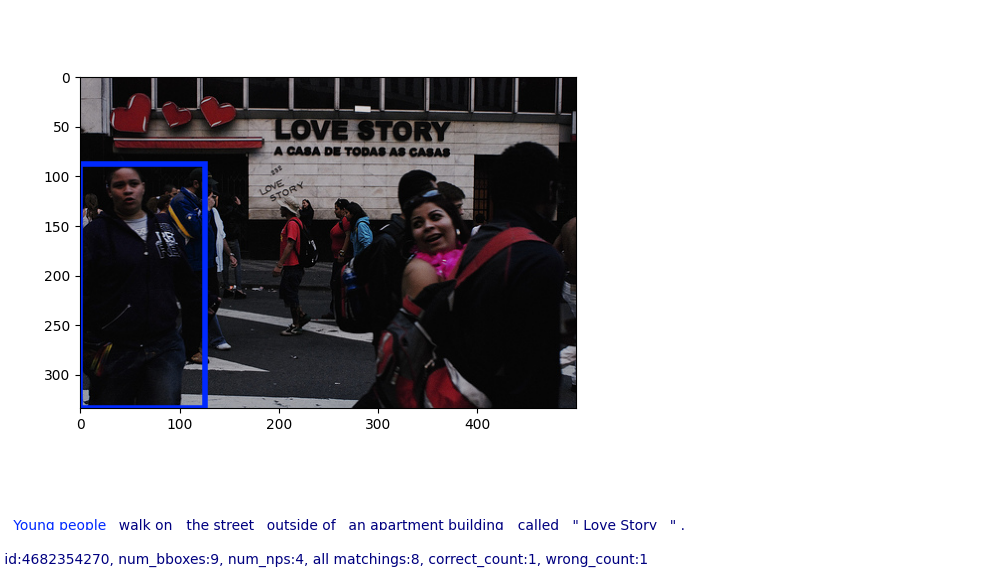 0
50
100
150
200
250
300
LOVE STORY
A CASA DE TODAS AS CASAS
LOVE
STORY
0 100 200 300 400
Young people walk on the street outside of an apartment building called " Love Story " .
id:4682354270, num_bboxes:9, num_nps:4, all matchings:8, correct_count:1, wrong_count:1